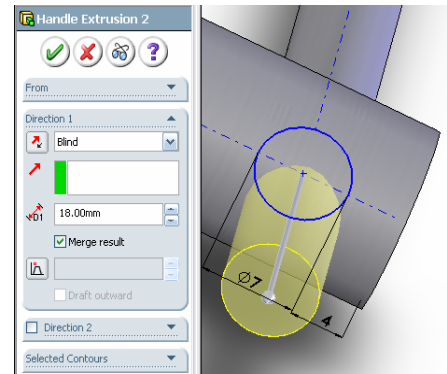 Handle Extrusion 2
?
From
Direction 1
Blind
D1
18.00mm
Merge result
Draft outward
Direction 2
Selected Contours
Ø7
4